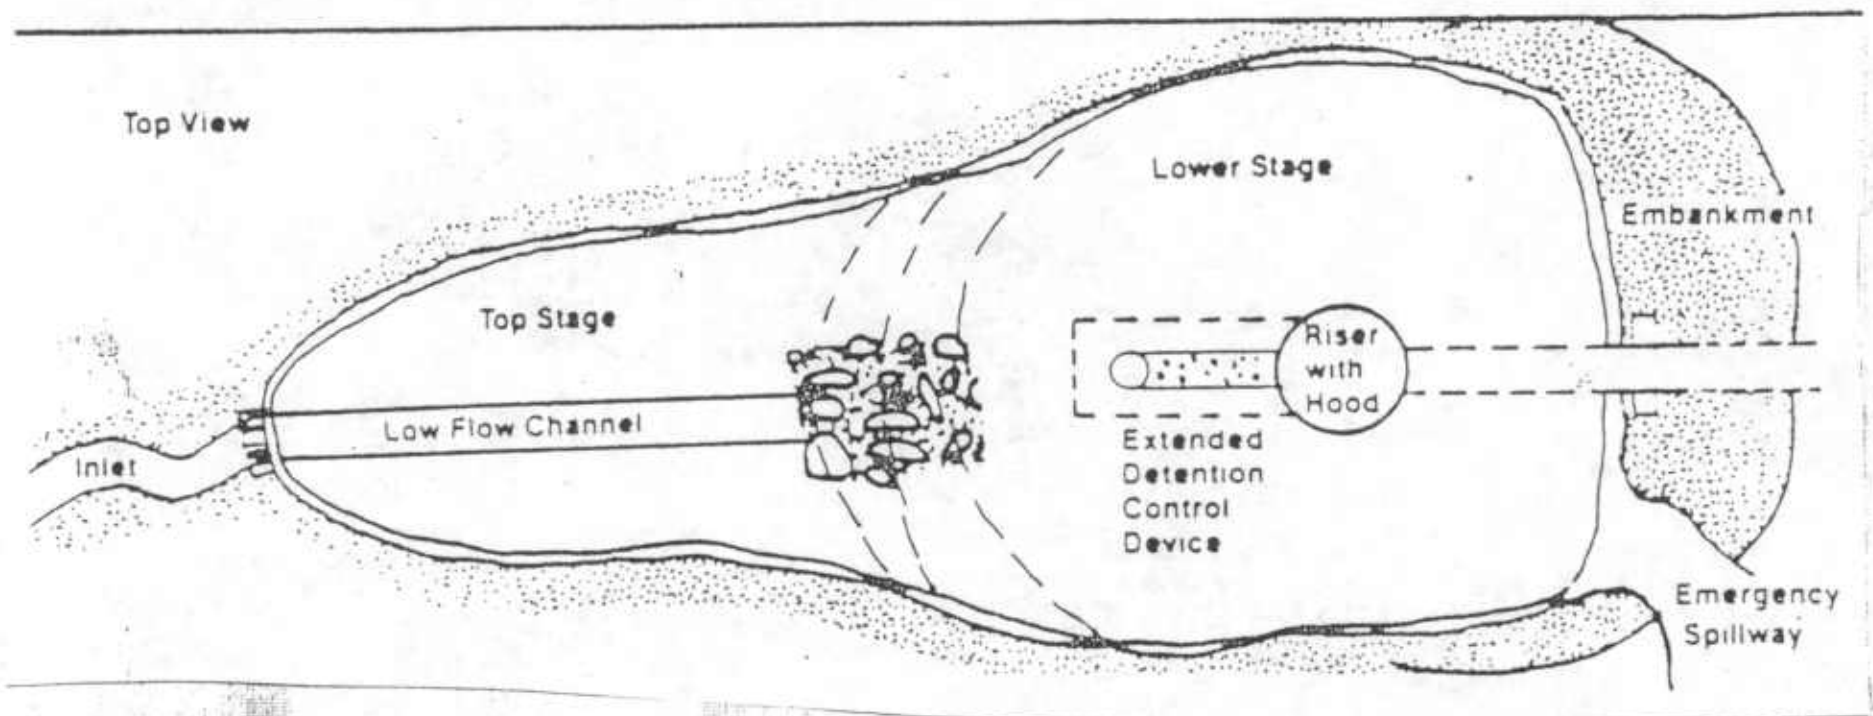 Top View
Lower Stage
Embankment
Top Stage
Riser
with
Hood
Low Flow Channel
Inlet
Extended
Detention
Control
Device
Emergency
Spillway